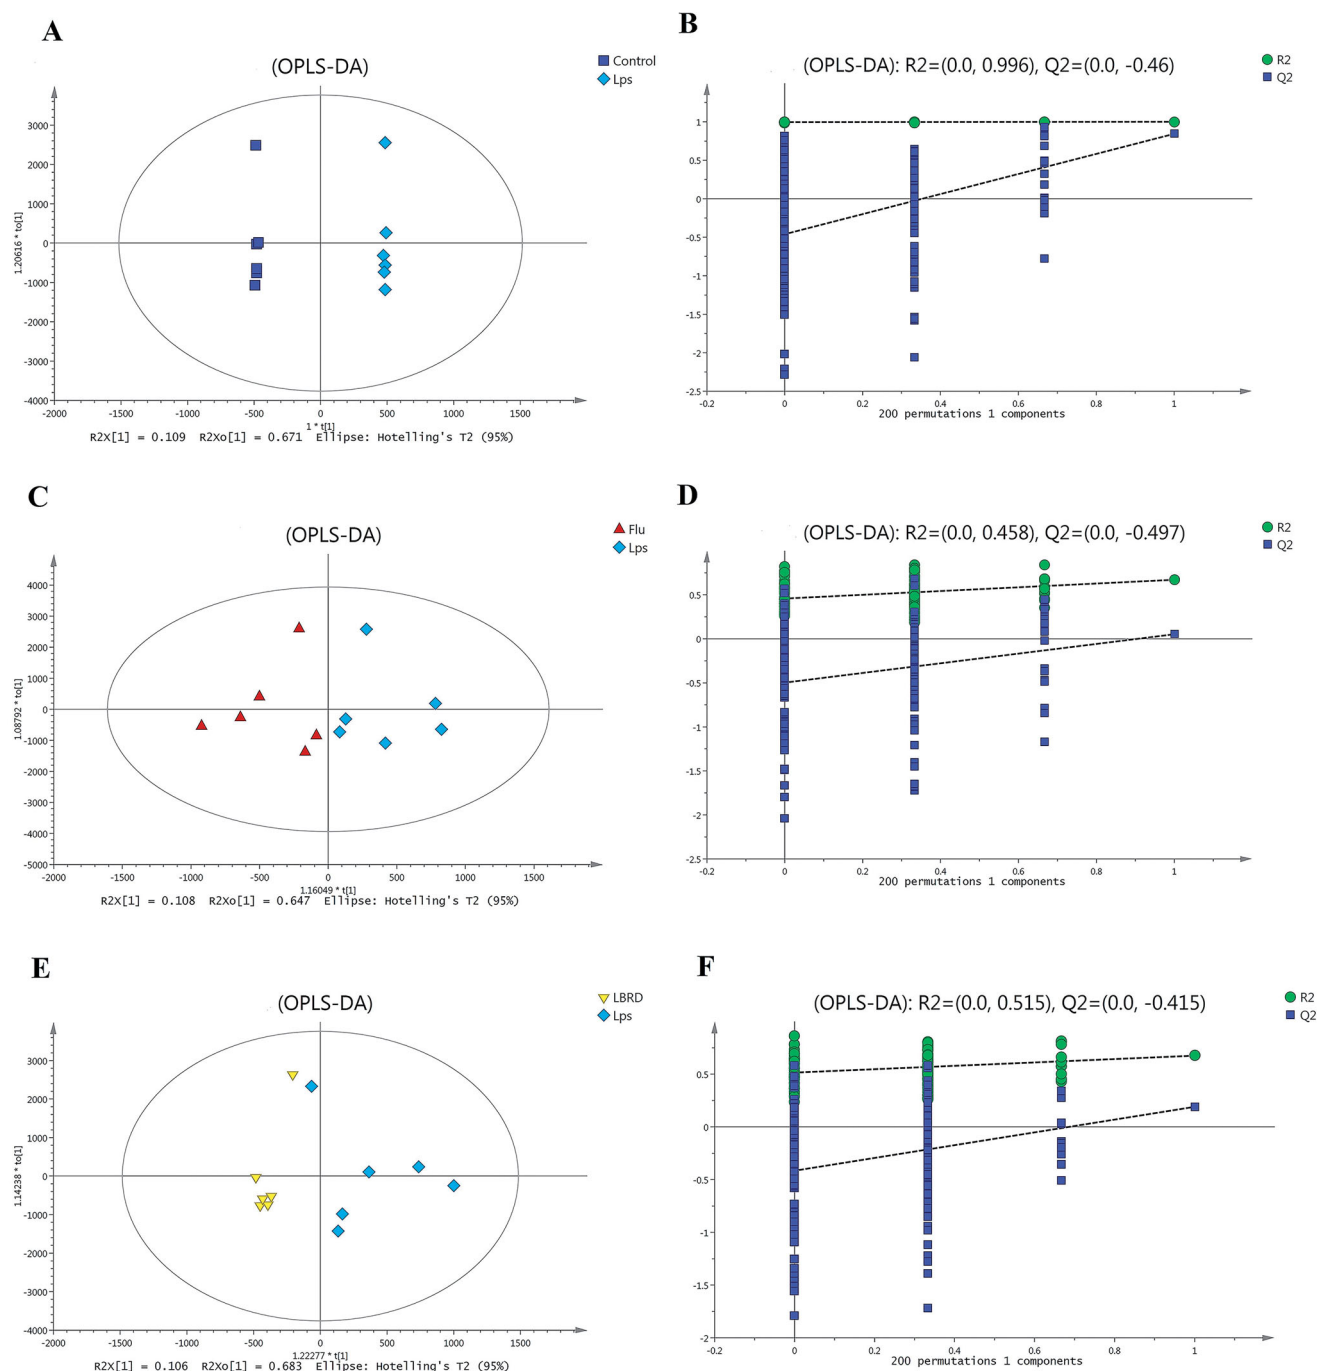 A
(OPLS-DA)
Control
Lps
3000
2000
1000
0
-1000
-2000
-3000
-4000
1.20616 * to[1]
-2000 -1500 -1000 -500 0 500 1000 1500
1 * t[1]
R2X[1] = 0.109 R2Xo[1] = 0.671 Ellipse: Hotelling's T2 (95%)
B
(OPLS-DA): R2=(0.0, 0.996), Q2=(0.0, -0.46)
R2
Q2
1
0.5
0
-0.5
-1
-1.5
-2
-2.5
-0.2 0 0.2 0.4 0.6 0.8 1
200 permutations 1 components
C
(OPLS-DA)
Flu
Lps
4000
3000
2000
1000
0
-1000
-2000
-3000
-4000
-5000
1.08792 * to[1]
-2000 -1500 -1000 -500 0 500 1000 1500
1.16049 * t[1]
R2X[1] = 0.108 R2Xo[1] = 0.647 Ellipse: Hotelling's T2 (95%)
D
(OPLS-DA): R2=(0.0, 0.458), Q2=(0.0, -0.497)
R2
Q2
0.5
0
-0.5
-1
-1.5
-2
-2.5
-0.2 0 0.2 0.4 0.6 0.8 1
200 permutations 1 components
E
(OPLS-DA)
LBRD
Lps
3000
2000
1000
0
-1000
-2000
-3000
-4000
1.14238 * to[1]
-2000 -1500 -1000 -500 0 500 1000 1500
1.22277 * t[1]
R2X[1] = 0.106 R2Xo[1] = 0.683 Ellipse: Hotelling's T2 (95%)
F
(OPLS-DA): R2=(0.0, 0.515), Q2=(0.0, -0.415)
R2
Q2
0.5
0
-0.5
-1
-1.5
-2
-0.2 0 0.2 0.4 0.6 0.8 1
200 permutations 1 components